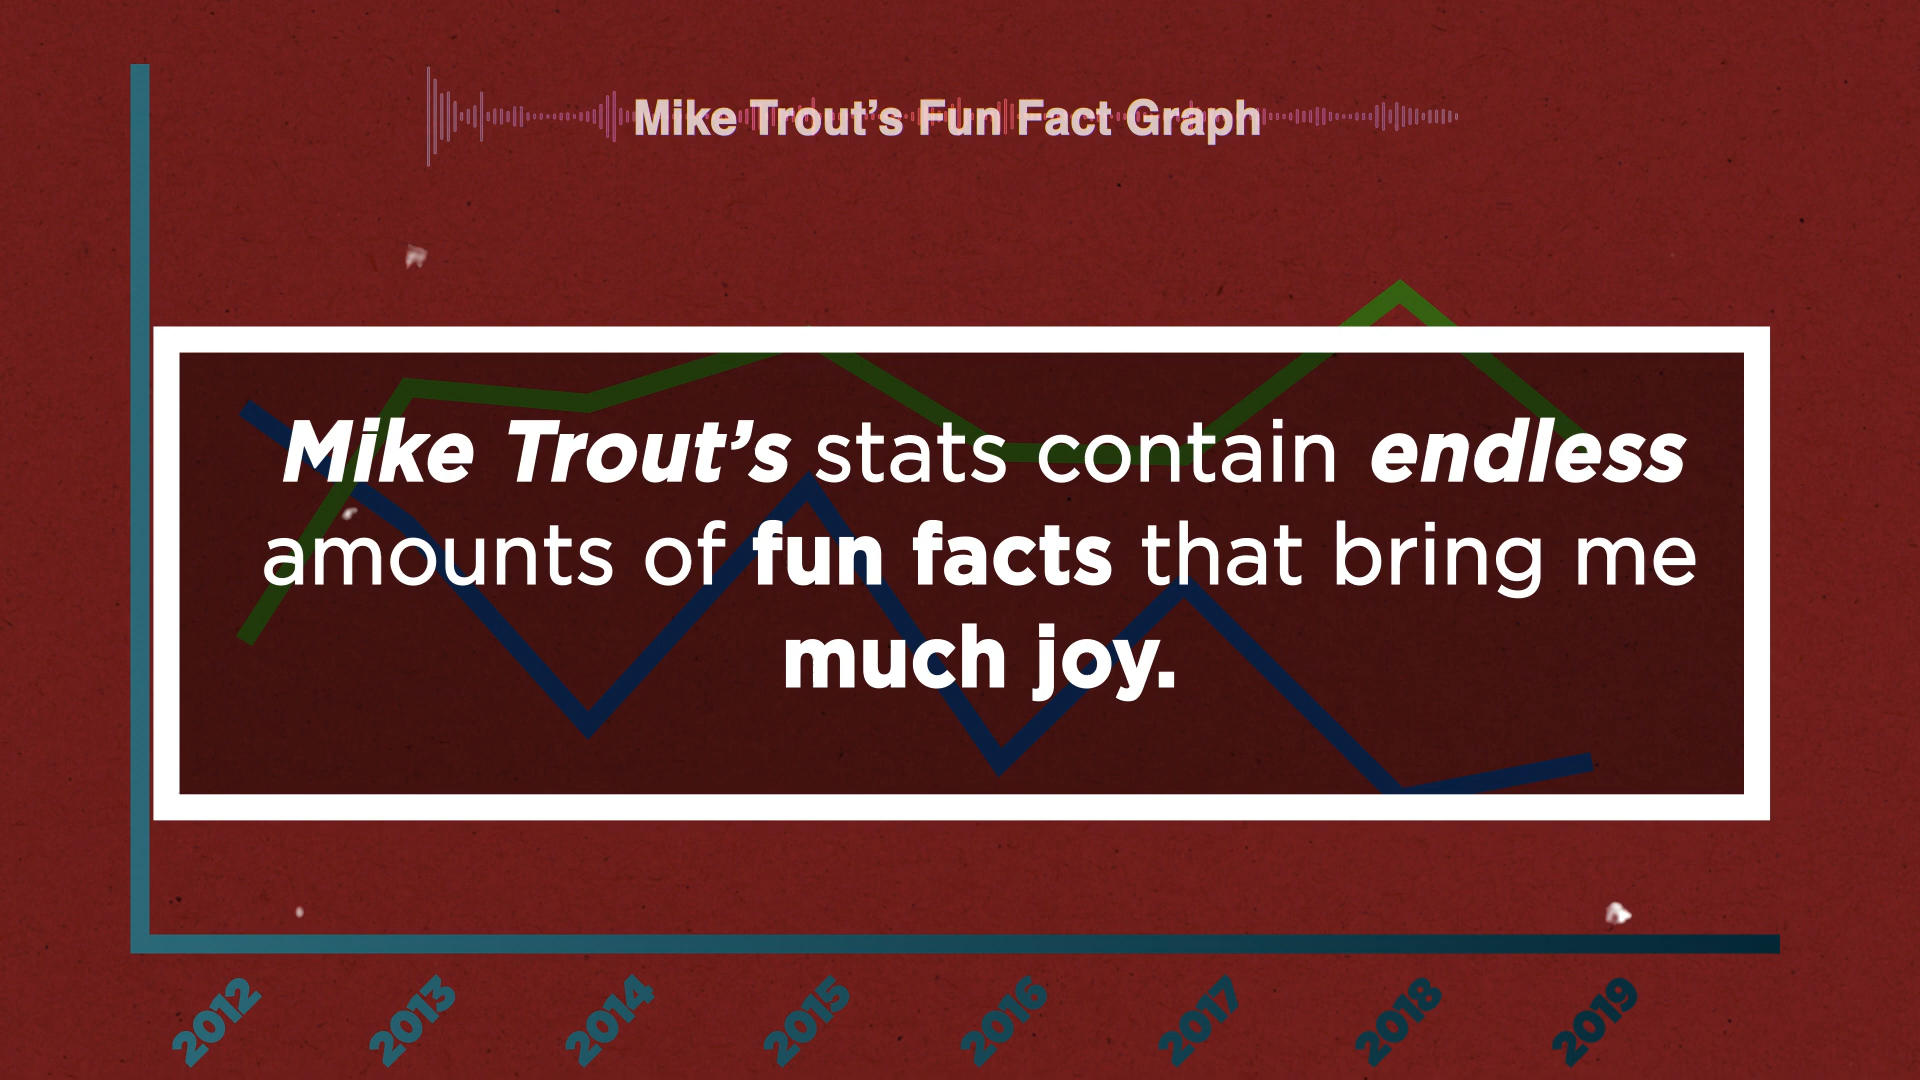 Mike Trout’s Fun Fact Graph
Mike Trout’s stats contain endless
amounts of fun facts that bring me
much joy.
2012 2013 2014 2015 2016 2017 2018 2019